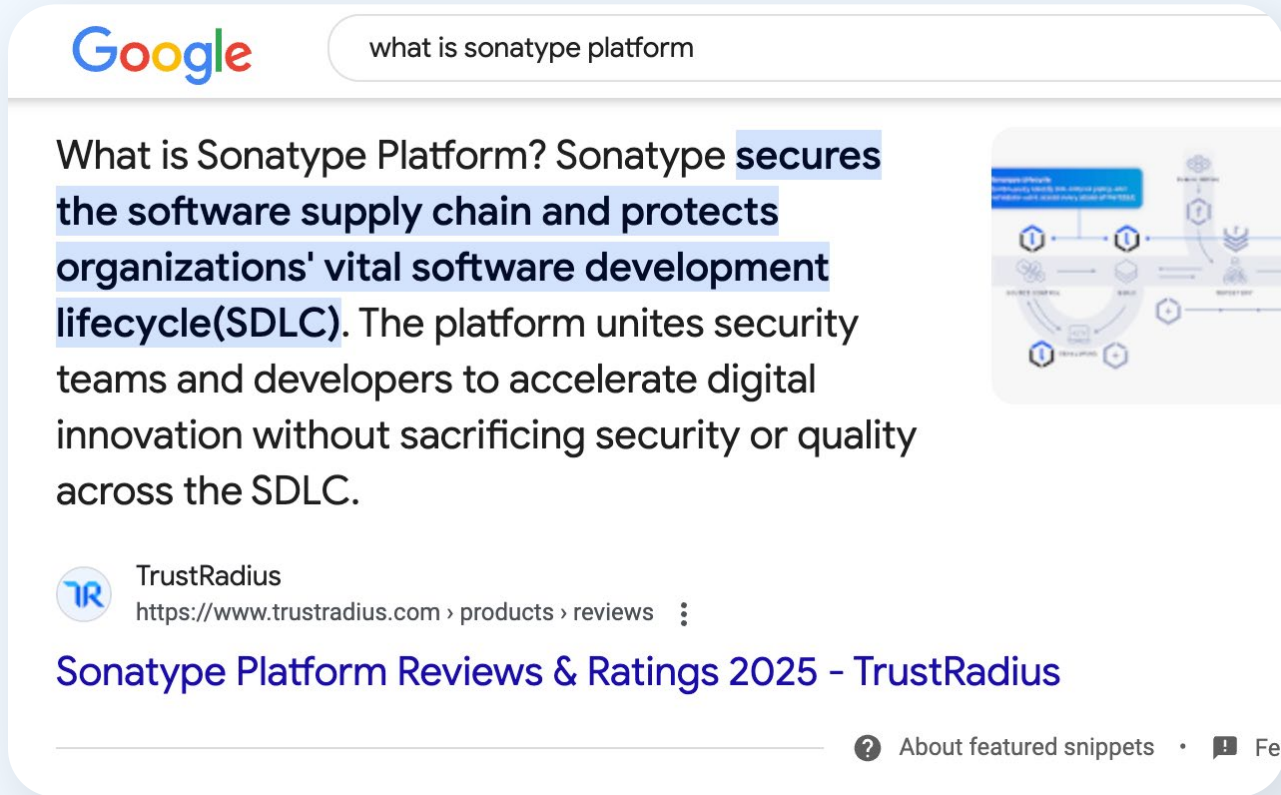 Google
what is sonatype platform
What is Sonatype Platform? Sonatype secures
the software supply chain and protects
organizations' vital software development
lifecycle(SDLC). The platform unites security
teams and developers to accelerate digital
innovation without sacrificing security or quality
across the SDLC.
TR
TrustRadius
https://www.trustradius.com › products › reviews
Sonatype Platform Reviews & Ratings 2025 - TrustRadius
About featured snippets •